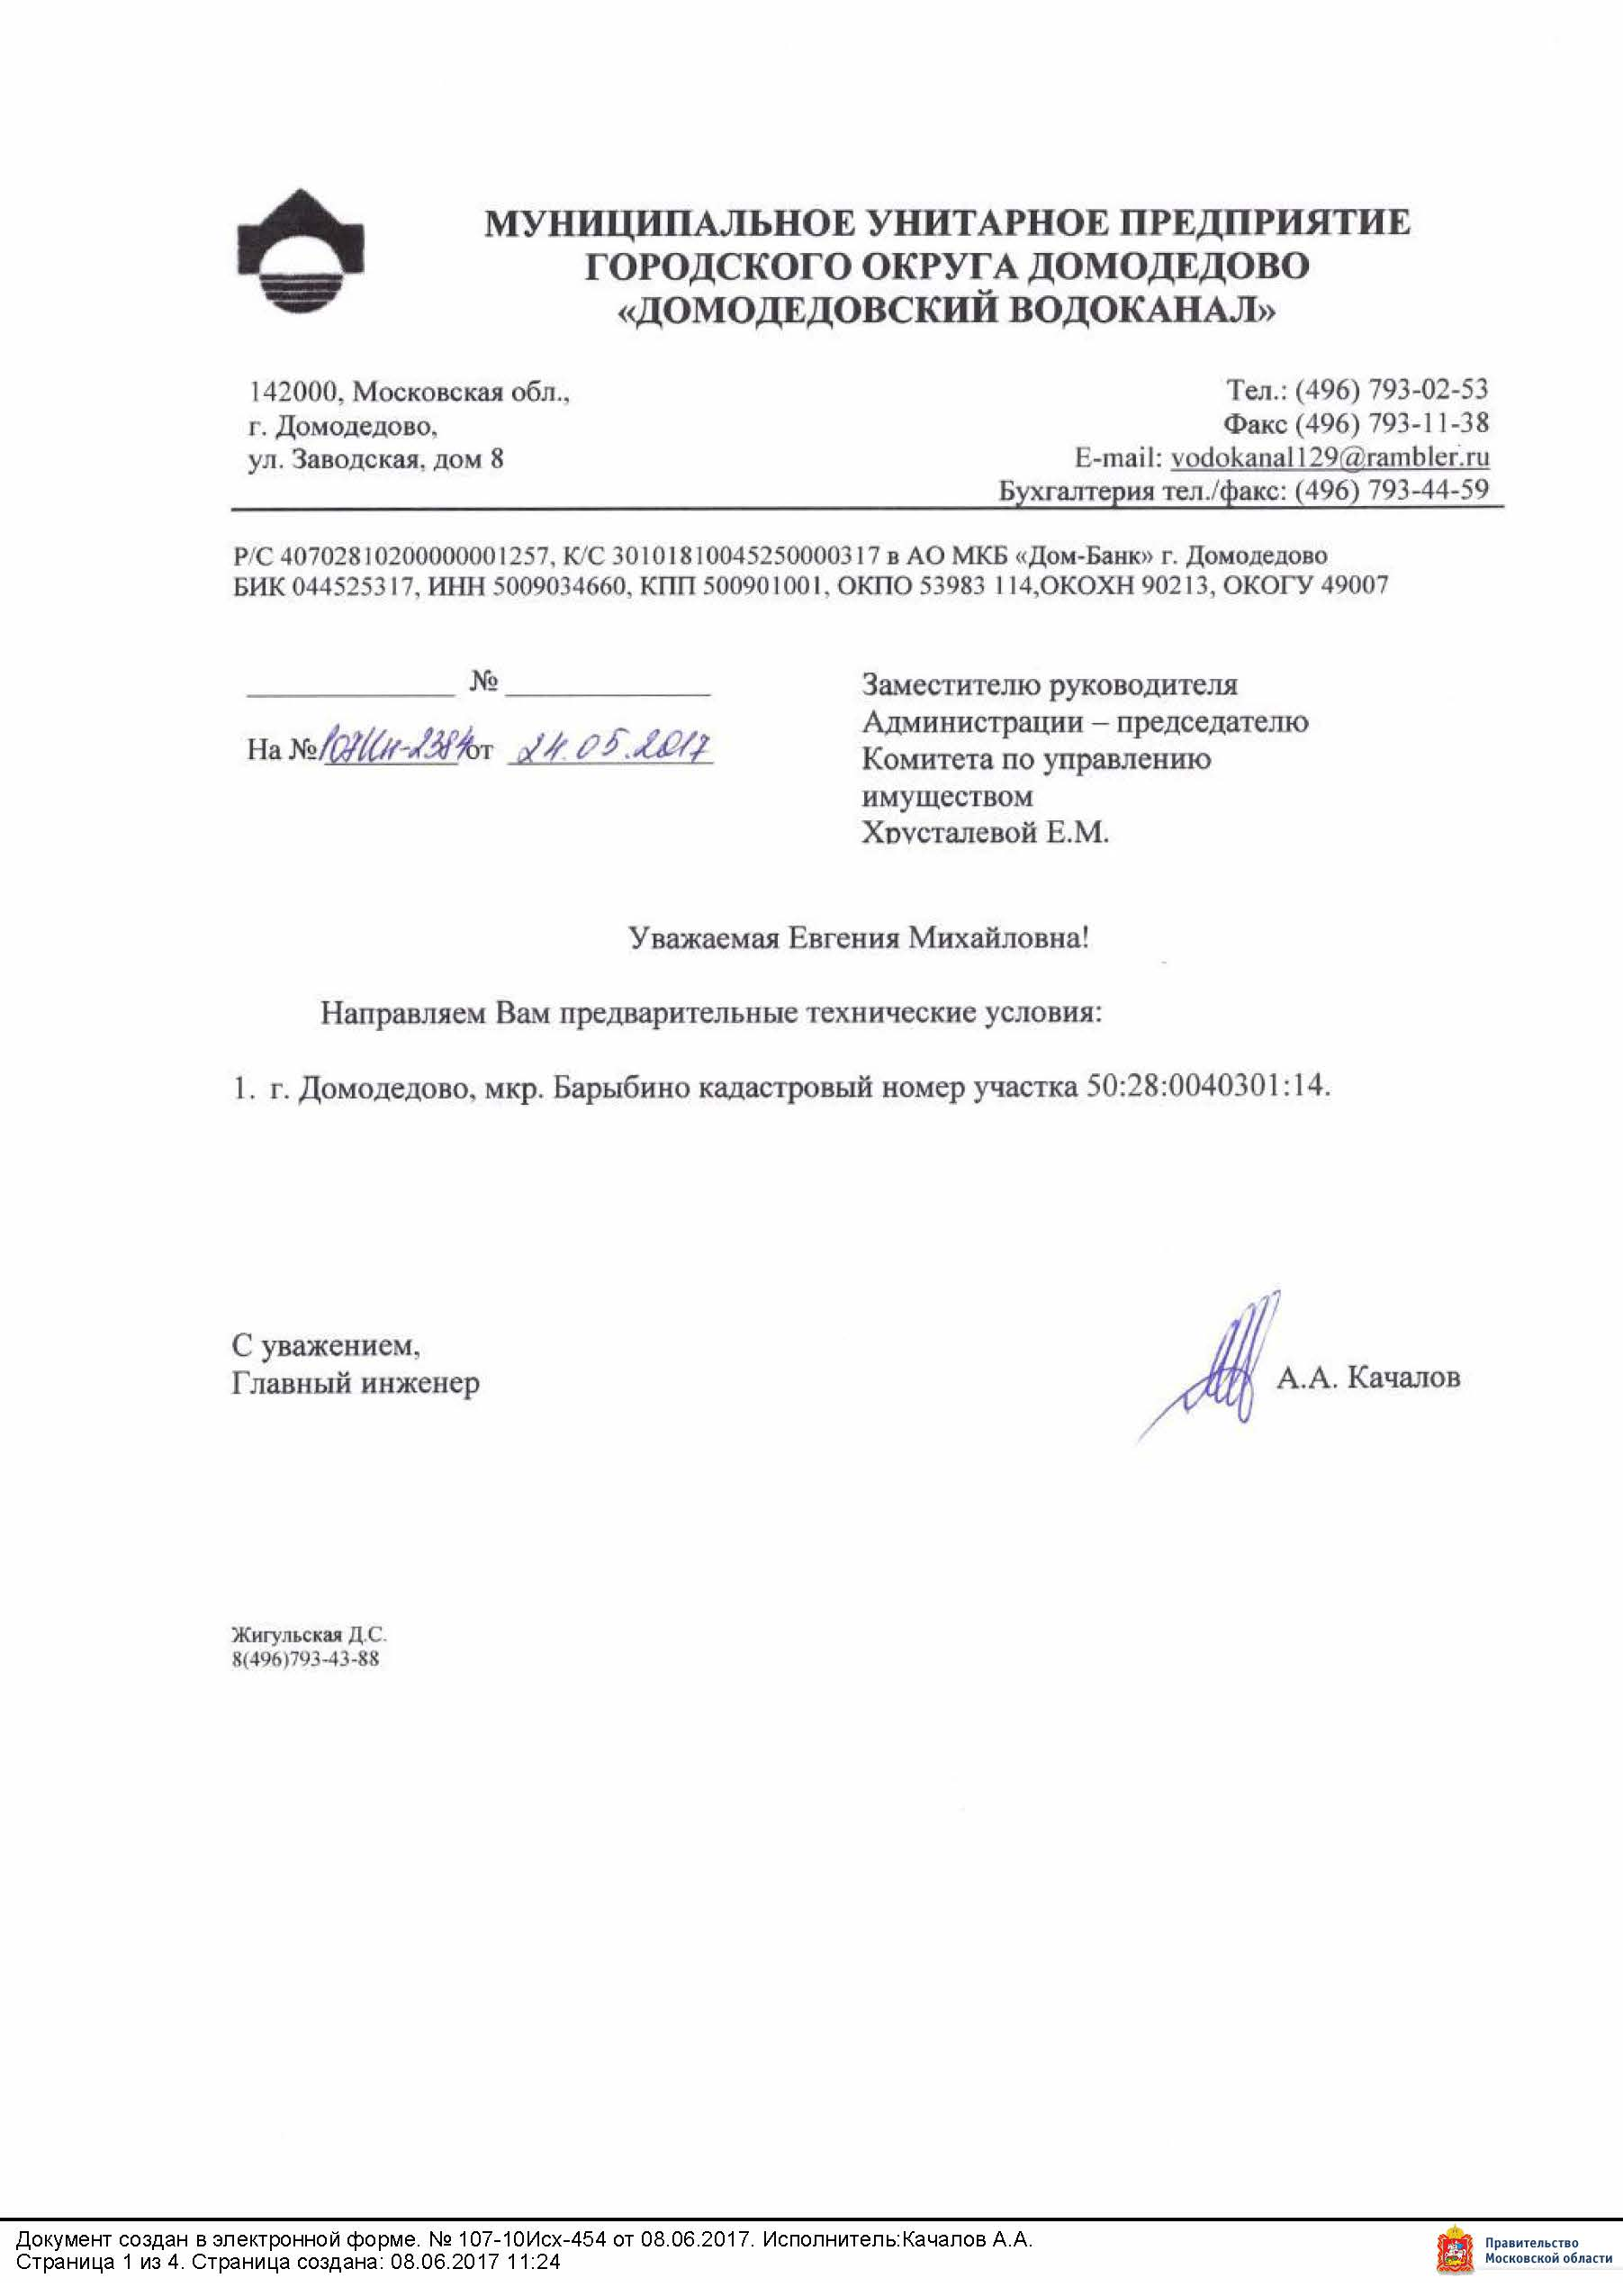 МУНИЦИПАЛЬНОЕ УНИТАРНОЕ ПРЕДПРИЯТИЕ
ГОРОДСКОГО ОКРУГА ДОМОДЕДОВО
«ДОМОДЕДОВСКИЙ ВОДОКАНАЛ»
142000, Московская обл.,
г. Домодедово,
ул. Заводская, дом 8
Тел.: (496) 793-02-53
Факс (496) 793-11-38
E-mail: vodokanal129@rambler.ru
Бухгалтерия тел./факс: (496) 793-44-59
Р/С 40702810200000001257, К/С 30101810045250000317 в АО МКБ «Дом-Банк» г. Домодедово
БИК 044525317, ИНН 5009034660, КПП 500901001, ОКПО 53983 114,ОКОХН 90213, ОКОГУ 49007
№
На № от 24.05.2017
Заместителю руководителя
Администрации – председателю
Комитета по управлению
имуществом
Хрусталевой Е.М.
Уважаемая Евгения Михайловна!
Направляем Вам предварительные технические условия:
1. г. Домодедово, мкр. Барыбино кадастровый номер участка 50:28:0040301:14.
С уважением,
Главный инженер
А.А. Качалов
Жигульская Д.С.
8(496)793-43-88
Документ создан в электронной форме. № 107-10Исх-454 от 08.06.2017. Исполнитель:Качалов А.А.
Страница 1 из 4. Страница создана: 08.06.2017 11:24
Правительство
Московской области